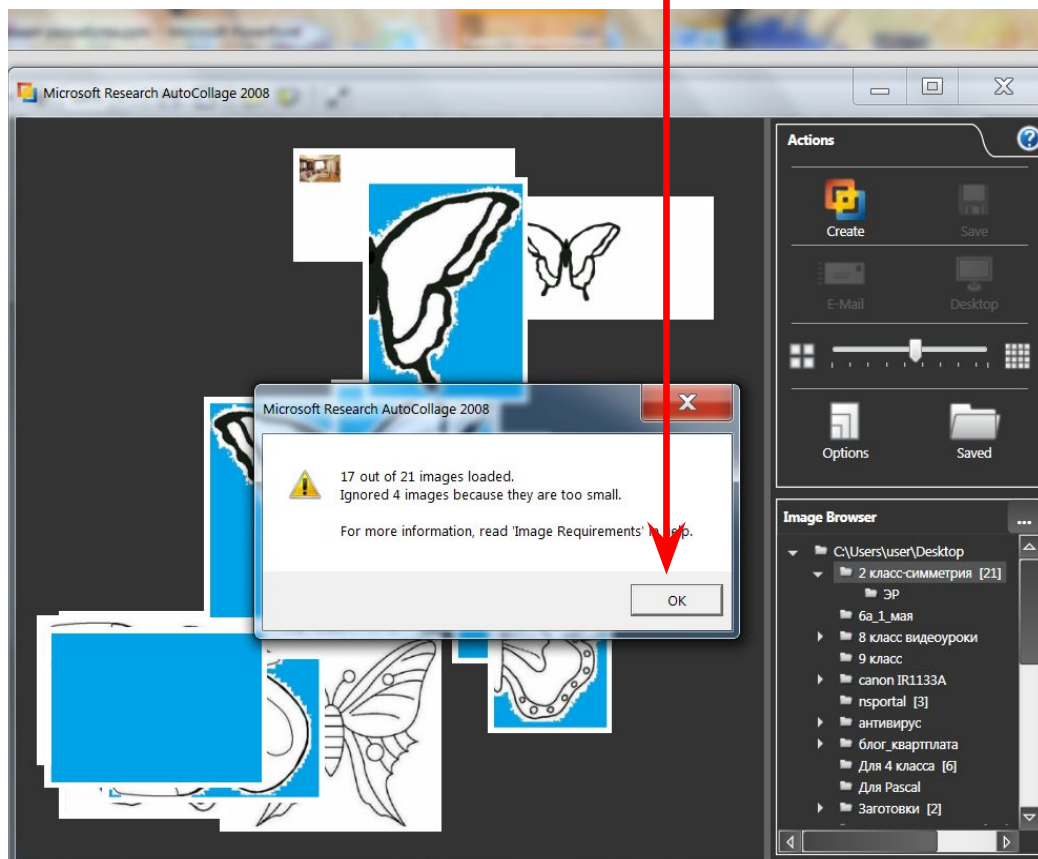 Microsoft Research AutoCollage 2008
Actions
Create
Save
E-Mail
Desktop
Options
Saved
Microsoft Research AutoCollage 2008
17 out of 21 images loaded.
Ignored 4 images because they are too small.
For more information, read 'Image Requirements' in help.
OK
Image Browser
...
C:\Users\user\Desktop
2 класс-симметрия [21]
ЭР
6а_1_мая
8 класс видеоуроки
9 класс
canon IR1133A
nsportal [3]
антивирус
блог_квартплата
Для 4 класса [6]
Для Pascal
Заготовки [2]